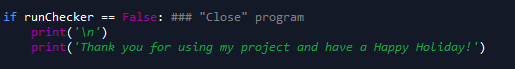 if runChecker == False: ### "Close" program
    print('\n')
    print('Thank you for using my project and have a Happy Holiday!')